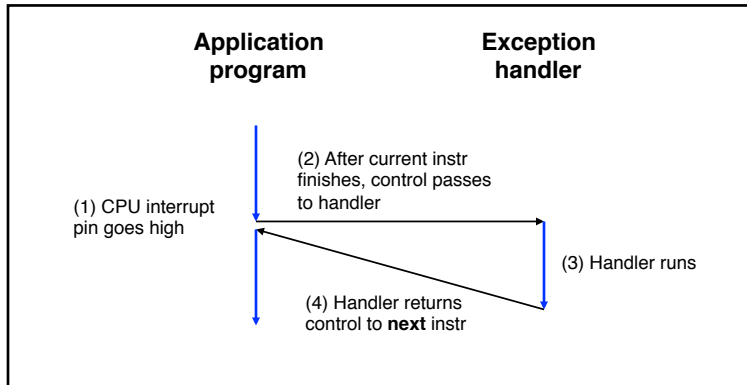 Application
program
Exception
handler
(1) CPU interrupt
pin goes high
(2) After current instr
finishes, control passes
to handler
(3) Handler runs
(4) Handler returns
control to next instr